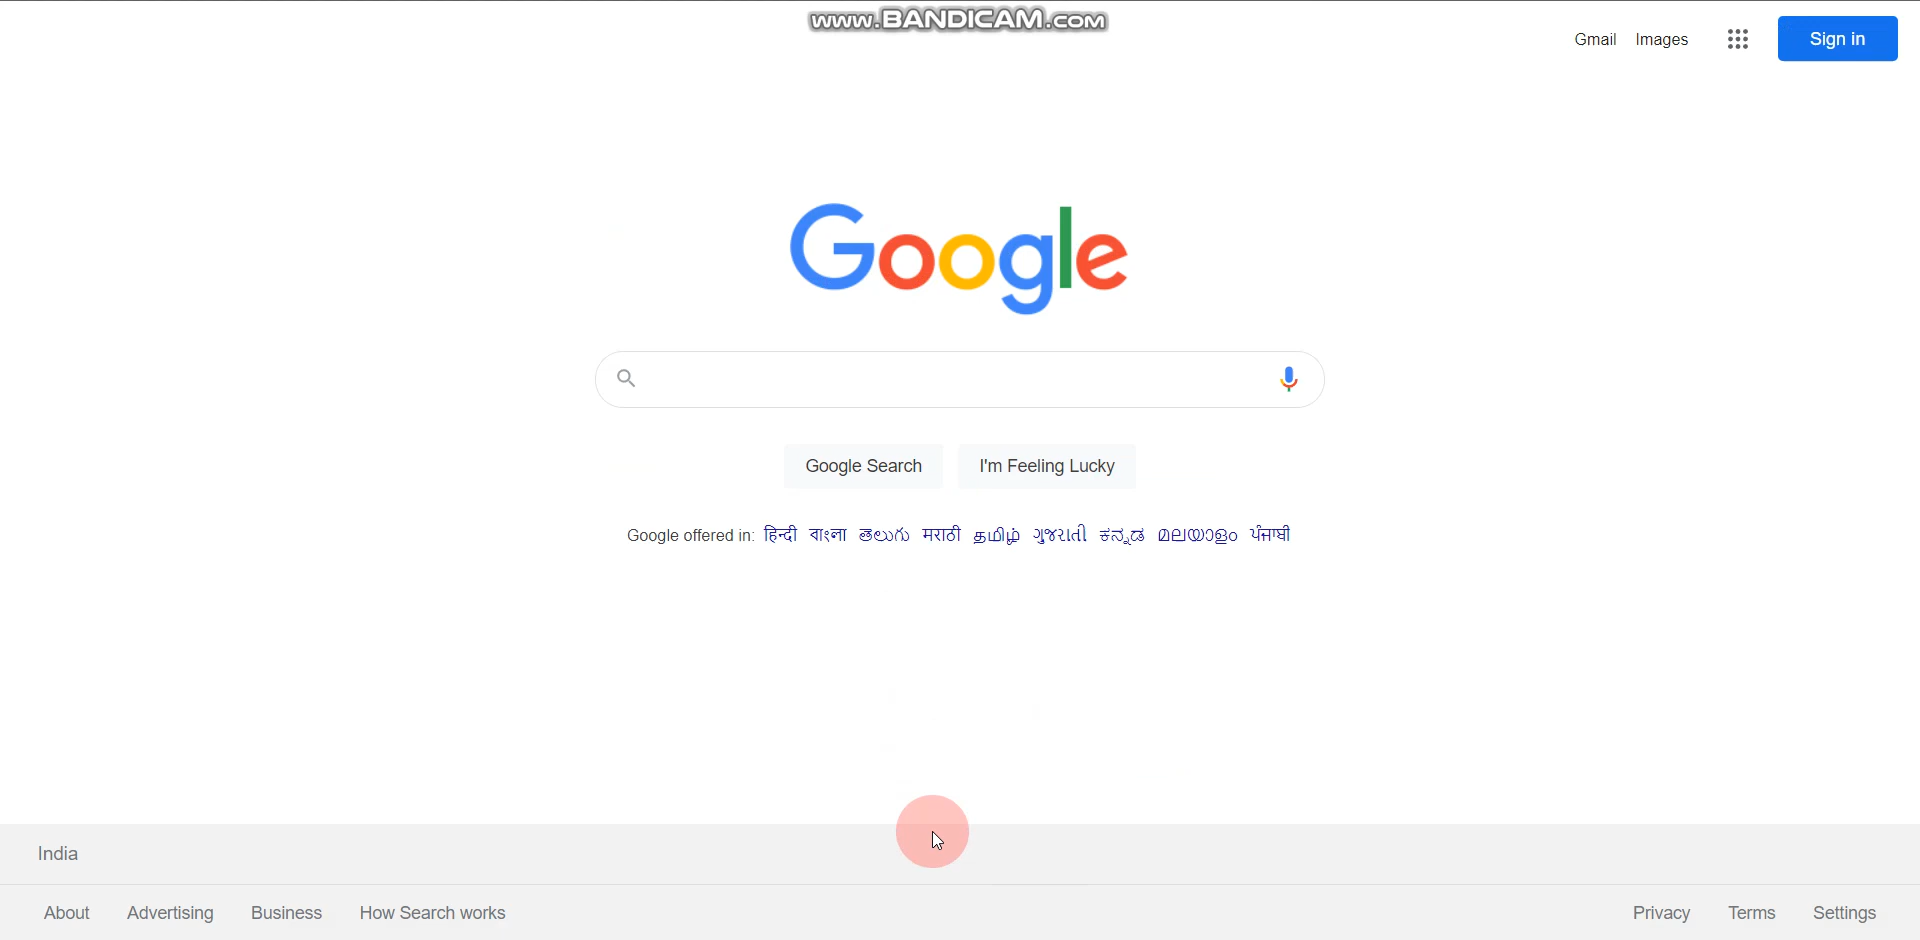 www.BANDICAM.com
Gmail Images Sign in
Google
Google Search I'm Feeling Lucky
Google offered in: हिन्दी বাংলা తెలుగు मराठी தமிழ் ગુજરાતી ಕನ್ನಡ മലയാളം ਪੰਜਾਬੀ
India
About Advertising Business How Search works Privacy Terms Settings